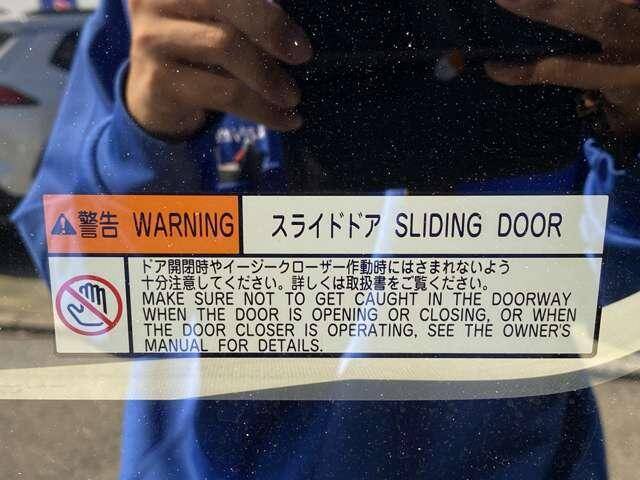 警告 WARNING スライドドア SLIDING DOOR
ドア開閉時やイージークローザー作動時にはさまれないよう
十分注意してください。詳しくは取扱書をご覧ください。
MAKE SURE NOT TO GET CAUGHT IN THE DOORWAY
WHEN THE DOOR IS OPENING OR CLOSING, OR WHEN
THE DOOR CLOSER IS OPERATING, SEE THE OWNER'S
MANUAL FOR DETAILS.